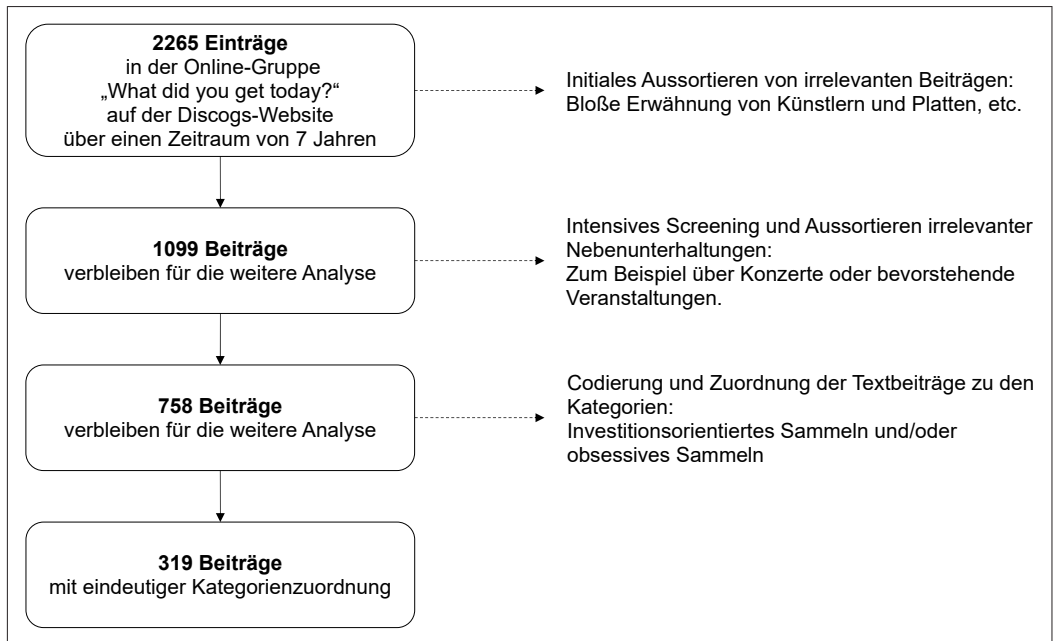 2265 Einträge
in der Online-Gruppe
„What did you get today?“
auf der Discogs-Website
über einen Zeitraum von 7 Jahren
Initiales Aussortieren von irrelevanten Beiträgen:
Bloße Erwähnung von Künstlern und Platten, etc.
1099 Beiträge
verbleiben für die weitere Analyse
Intensives Screening und Aussortieren irrelevanter
Nebenunterhaltungen:
Zum Beispiel über Konzerte oder bevorstehende
Veranstaltungen.
758 Beiträge
verbleiben für die weitere Analyse
Codierung und Zuordnung der Textbeiträge zu den
Kategorien:
Investitionsorientiertes Sammeln und/oder
obsessives Sammeln
319 Beiträge
mit eindeutiger Kategorienzuordnung